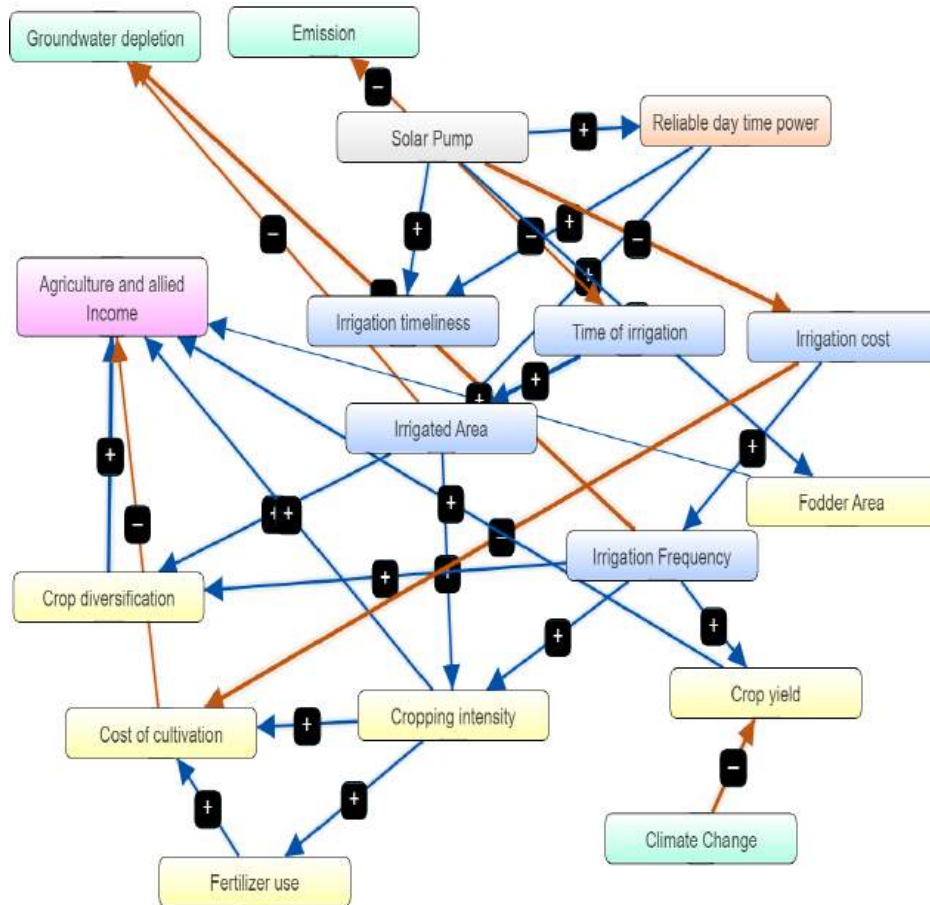 Groundwater depletion
Emission
−
Solar Pump
+
Reliable day time power
−
+
−
+
−
+
Agriculture and allied
Income
Irrigation timeliness
Time of irrigation
Irrigation cost
+
+
Irrigated Area
+
+
+
Fodder Area
+
+
−
−
Irrigation Frequency
+
+
Crop diversification
+
+
Crop yield
Cost of cultivation
+
Cropping intensity
−
+
+
Climate Change
Fertilizer use